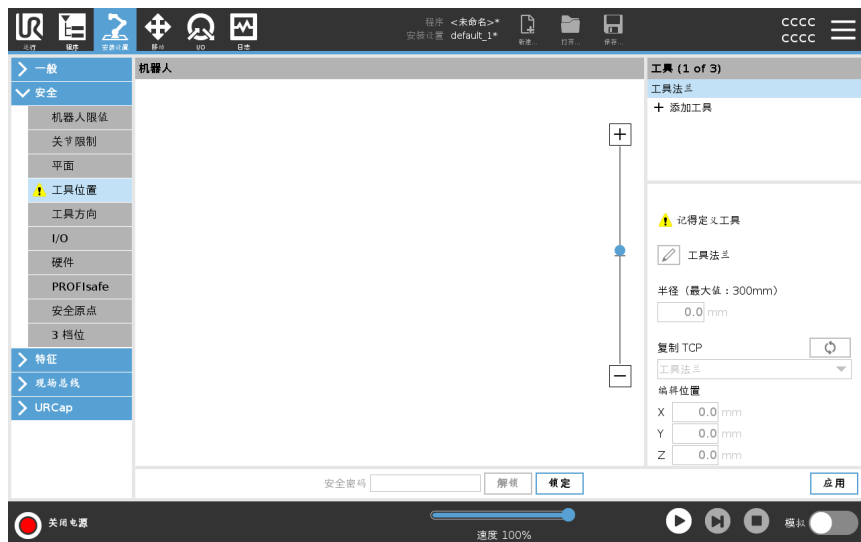 UR
运行
程序
安装设置
移动
I/O
日志
程序 <未命名>*
安装设置 default_1*
新建...
打开...
保存...
CCCC
CCCC
一般
安全
机器人限值
关节限制
平面
工具位置
工具方向
I/O
硬件
PROFIsafe
安全原点
3 档位
特征
现场总线
URCap
机器人
工具 (1 of 3)
工具法兰
添加工具
记得定义工具
工具法兰
半径 (最大值:300mm)
0.0 mm
复制 TCP
工具法兰
编辑位置
X 0.0 mm
Y 0.0 mm
Z 0.0 mm
安全密码
解锁
锁定
应用
关闭电源
速度 100%
模拟